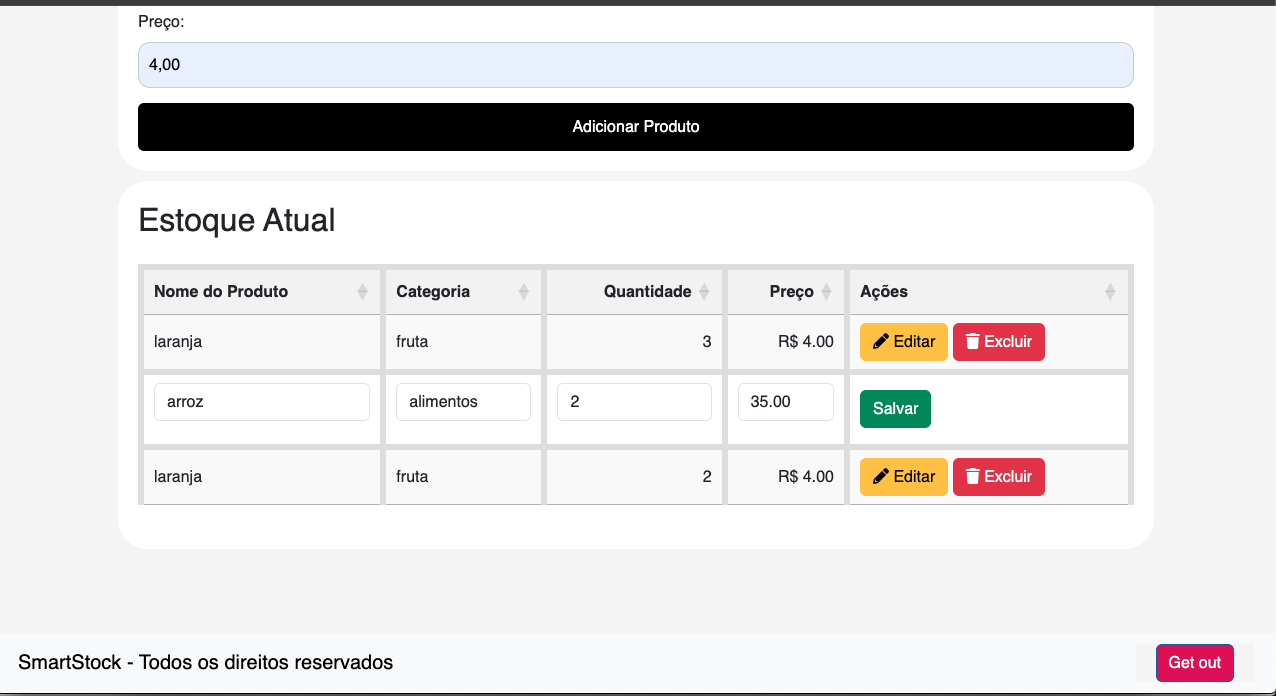 Preço:
4,00
Adicionar Produto
Estoque Atual
Nome do Produto Categoria Quantidade Preço Ações
laranja fruta 3 R$ 4.00 Editar Excluir
arroz alimentos 2 35.00 Salvar
laranja fruta 2 R$ 4.00 Editar Excluir
SmartStock - Todos os direitos reservados Get out